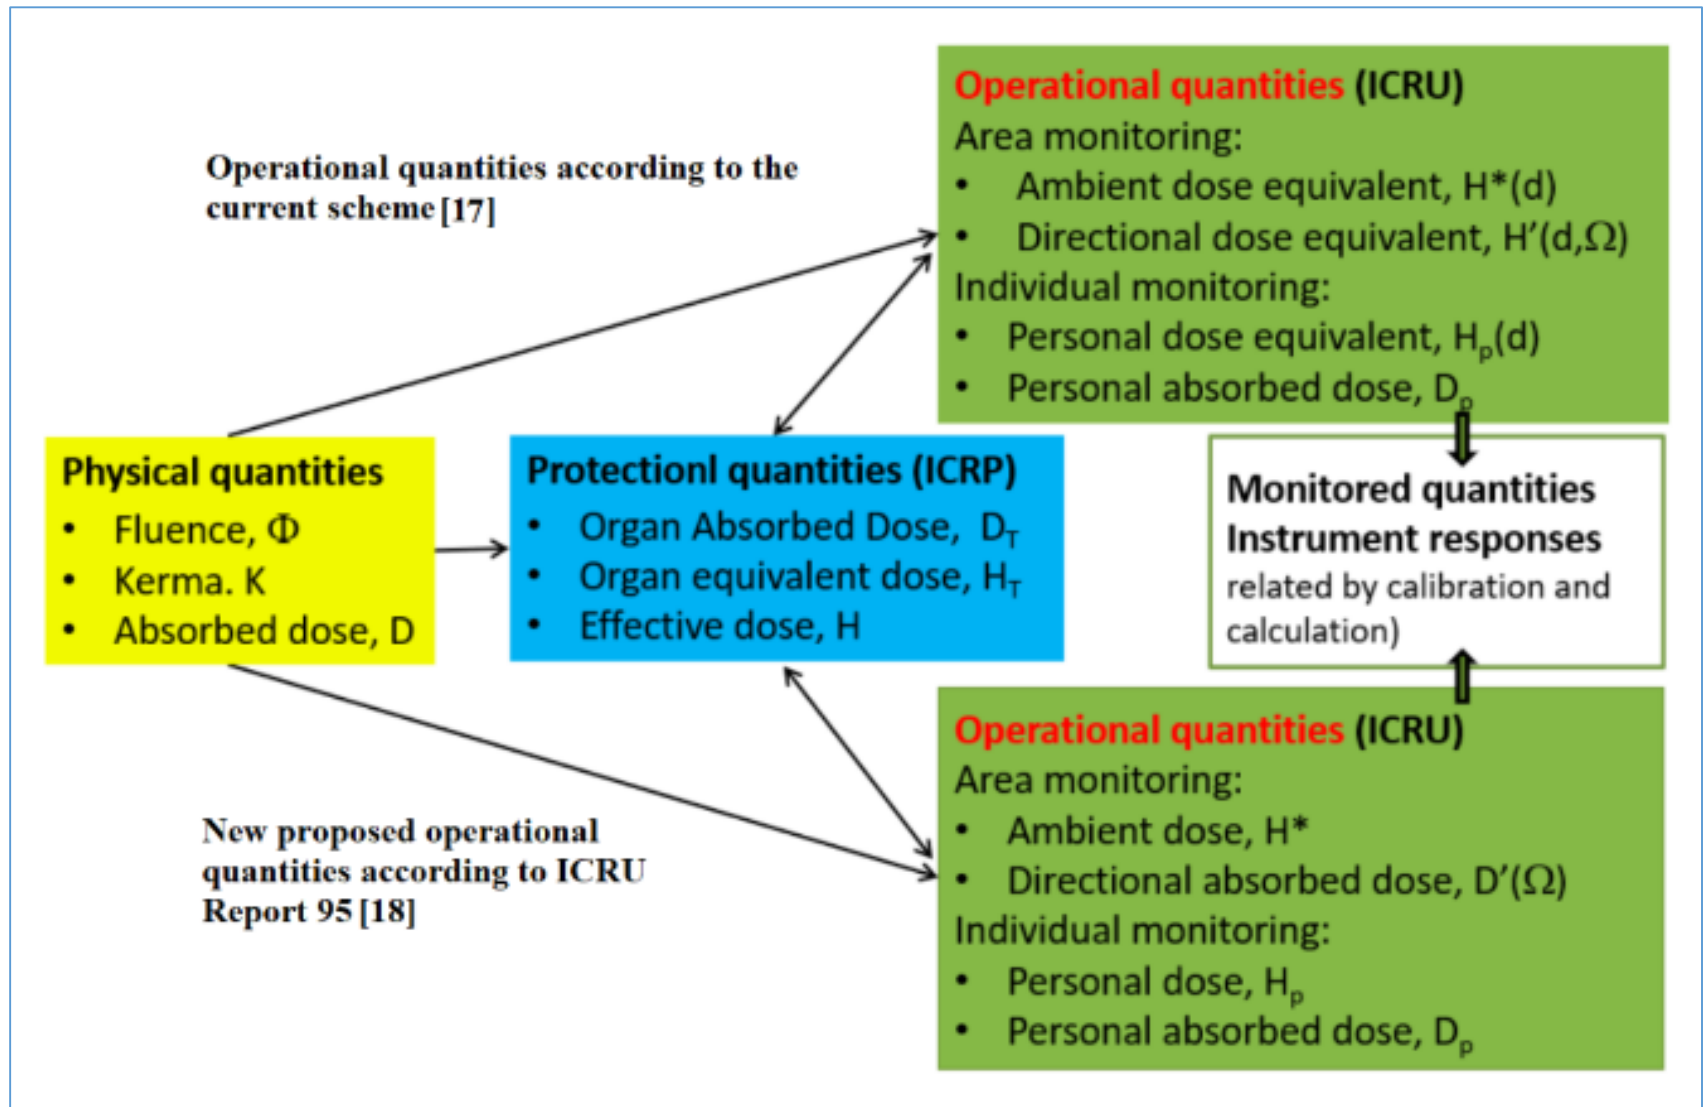 Operational quantities according to the
current scheme [17]
Operational quantities (ICRU)
Area monitoring:
• Ambient dose equivalent, H*(d)
• Directional dose equivalent, H’(d,Ω)
Individual monitoring:
• Personal dose equivalent, Hₚ(d)
• Personal absorbed dose, Dₚ
Physical quantities
• Fluence, Φ
• Kerma. K
• Absorbed dose, D
Protectionl quantities (ICRP)
• Organ Absorbed Dose, D_T
• Organ equivalent dose, H_T
• Effective dose, H
Monitored quantities
Instrument responses
related by calibration and
calculation)
New proposed operational
quantities according to ICRU
Report 95 [18]
Operational quantities (ICRU)
Area monitoring:
• Ambient dose, H*
• Directional absorbed dose, D’(Ω)
Individual monitoring:
• Personal dose, Hₚ
• Personal absorbed dose, Dₚ